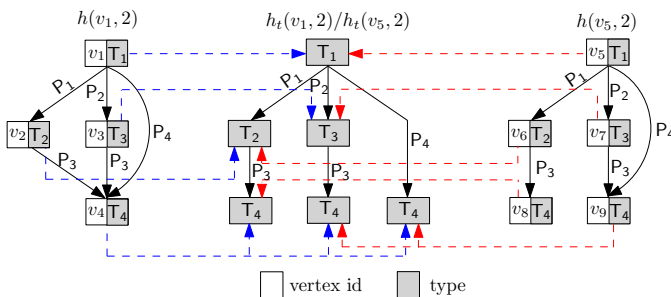 h(v₁, 2) hₜ(v₁, 2)/hₜ(v₅, 2) h(v₅, 2)
v₁ T₁ T₁ v₅ T₁
P₁ P₂ P₁ P₂ P₁ P₂
v₂ T₂ v₃ T₃ P₄ T₂ T₃ P₄ v₆ T₂ v₇ T₃ P₄
P₃ P₃ P₃ P₃ P₃ P₃
v₄ T₄ T₄ T₄ T₄ v₈ T₄ v₉ T₄
vertex id type